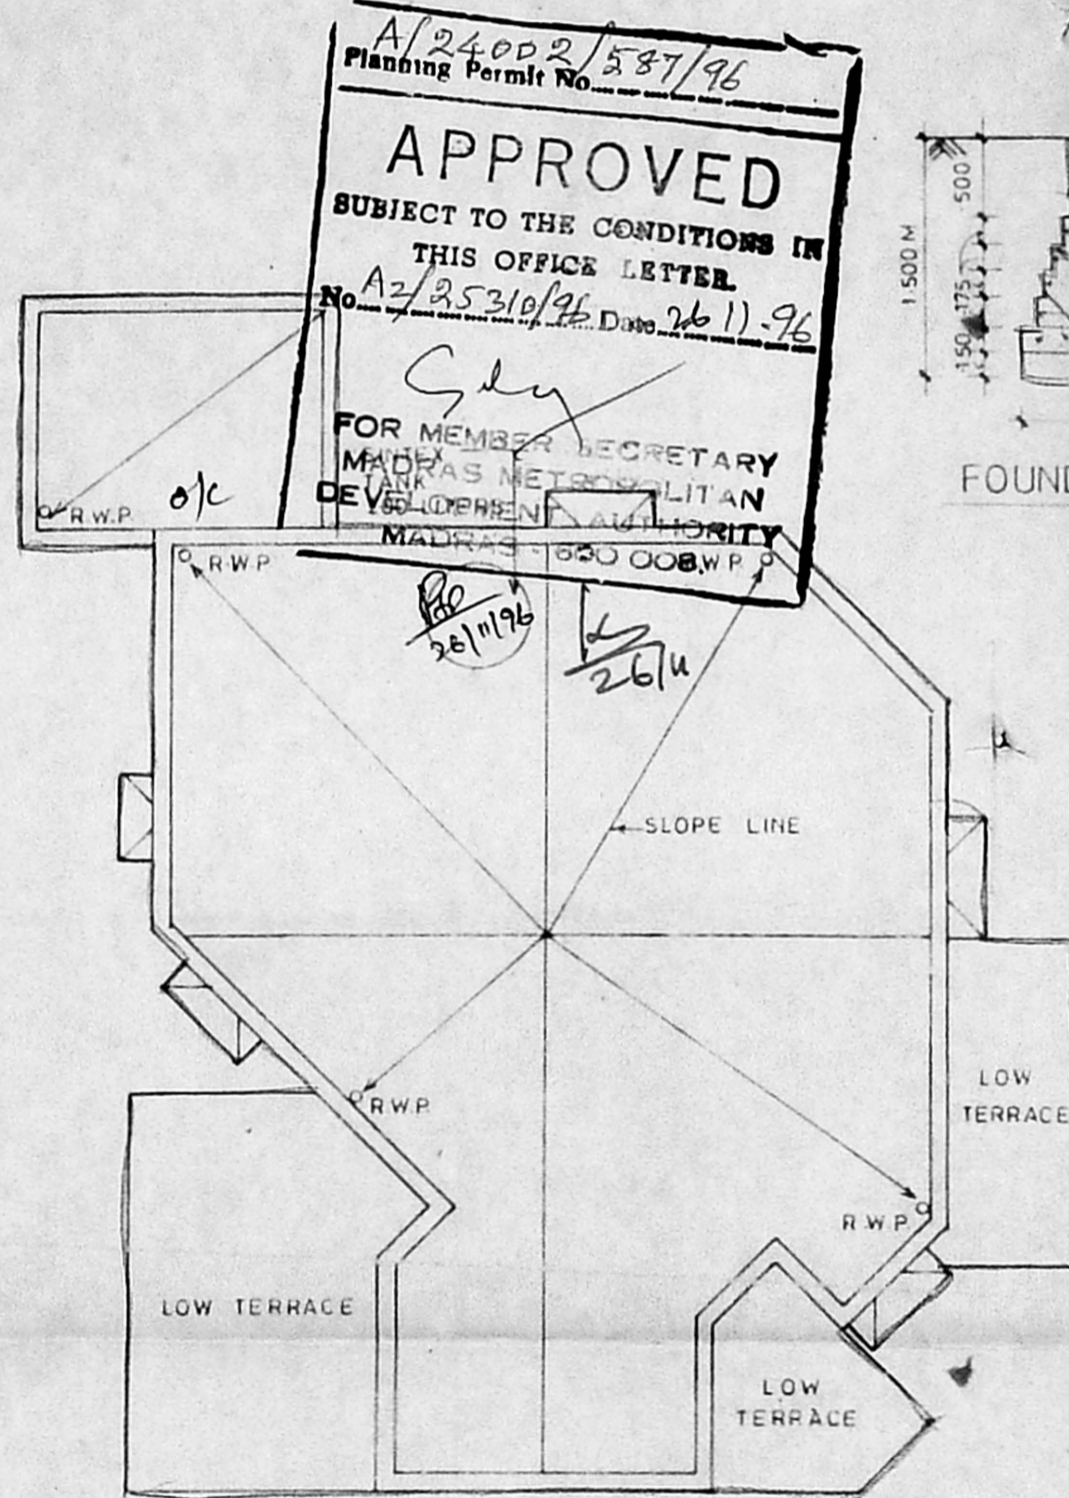 A/24002/587/96
Planning Permit No.
APPROVED
SUBJECT TO THE CONDITIONS IN
THIS OFFICE LETTER.
No. A2/25310/96 Date 26 11-96
FOR MEMBER SECRETARY
MADRAS METROPOLITAN
DEVELOPMENT AUTHORITY
MADRAS - 600 008.
SINTEX
TANK
26/11/96
26/11
o/c
R.W.P.
R.W.P
W.P
SLOPE LINE
R.W.P.
R.W.P.
LOW
TERRACE
LOW TERRACE
LOW
TERRACE
1.500 M
500
175
150
FOUND